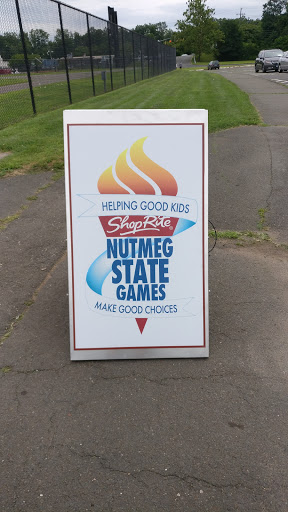 HELPING GOOD KIDS
ShopRite
NUTMEG
STATE
GAMES
MAKE GOOD CHOICES